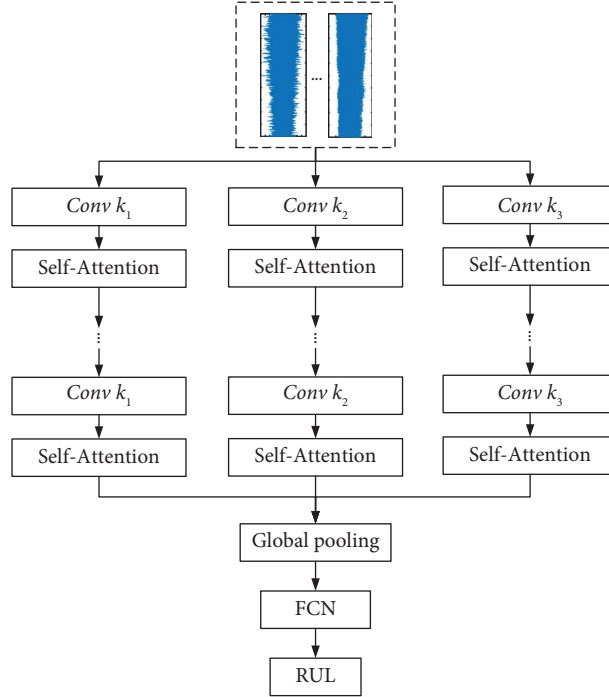 ...
Conv k₁ Conv k₂ Conv k₃
Self-Attention Self-Attention Self-Attention
... ... ...
Conv k₁ Conv k₂ Conv k₃
Self-Attention Self-Attention Self-Attention
Global pooling
FCN
RUL